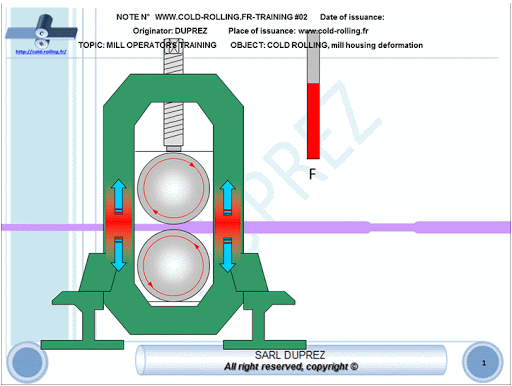 NOTE N° WWW.COLD-ROLLING.FR-TRAINING #02 Date of issuance:
Originator: DUPREZ Place of issuance: www.cold-rolling.fr
TOPIC: MILL OPERATORS TRAINING OBJECT: COLD ROLLING, mill housing deformation
http://cold-rolling.fr/
F
DUPREZ
SARL DUPREZ
All right reserved, copyright ©
1